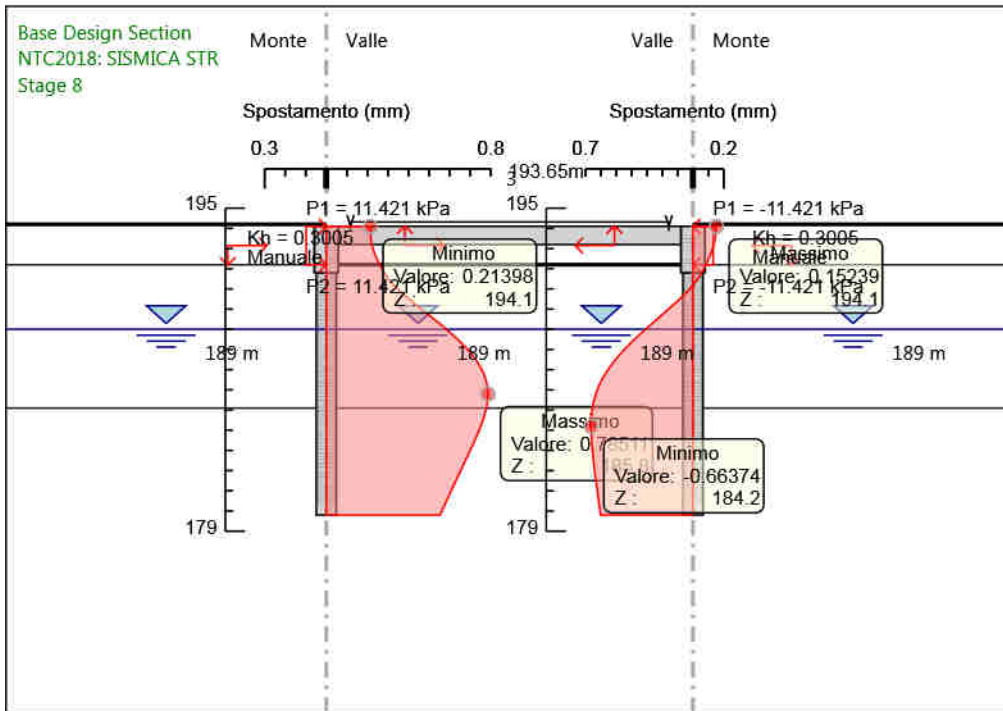 Base Design Section
NTC2018: SISMICA STR
Stage 8
Monte Valle
Valle Monte
Spostamento (mm)
Spostamento (mm)
0.3 0.8
0.7 0.2
193.65m
195
195
P1 = 11.421 kPa
P1 = -11.421 kPa
Kh = 0.3005
Manuale
P2 = 11.421 kPa
Kh = 0.3005
Manuale
P2 = -11.421 kPa
Minimo
Valore: 0.21398
Z : 194.1
Massimo
Valore: 0.15239
Z : 194.1
189 m
189 m
189 m
189 m
Massimo
Valore:
Z :
Minimo
Valore: -0.66374
Z : 184.2
179
179